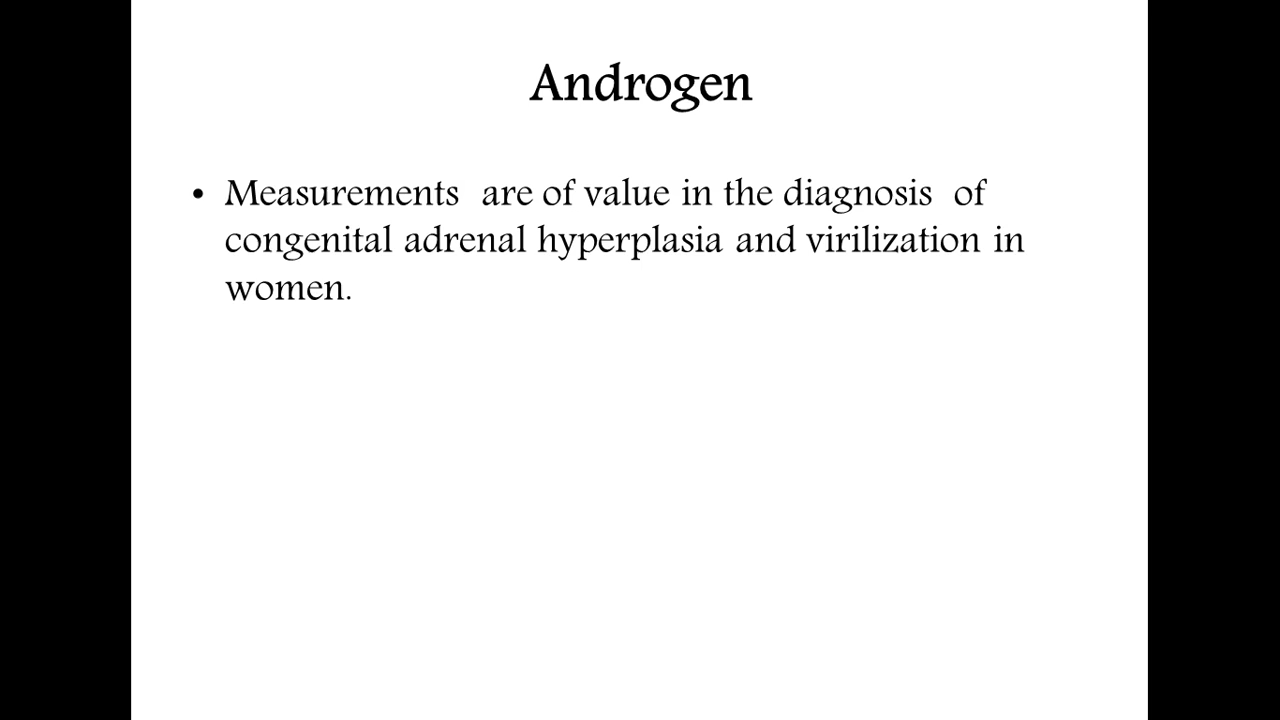 Androgen
• Measurements are of value in the diagnosis of
congenital adrenal hyperplasia and virilization in
women.